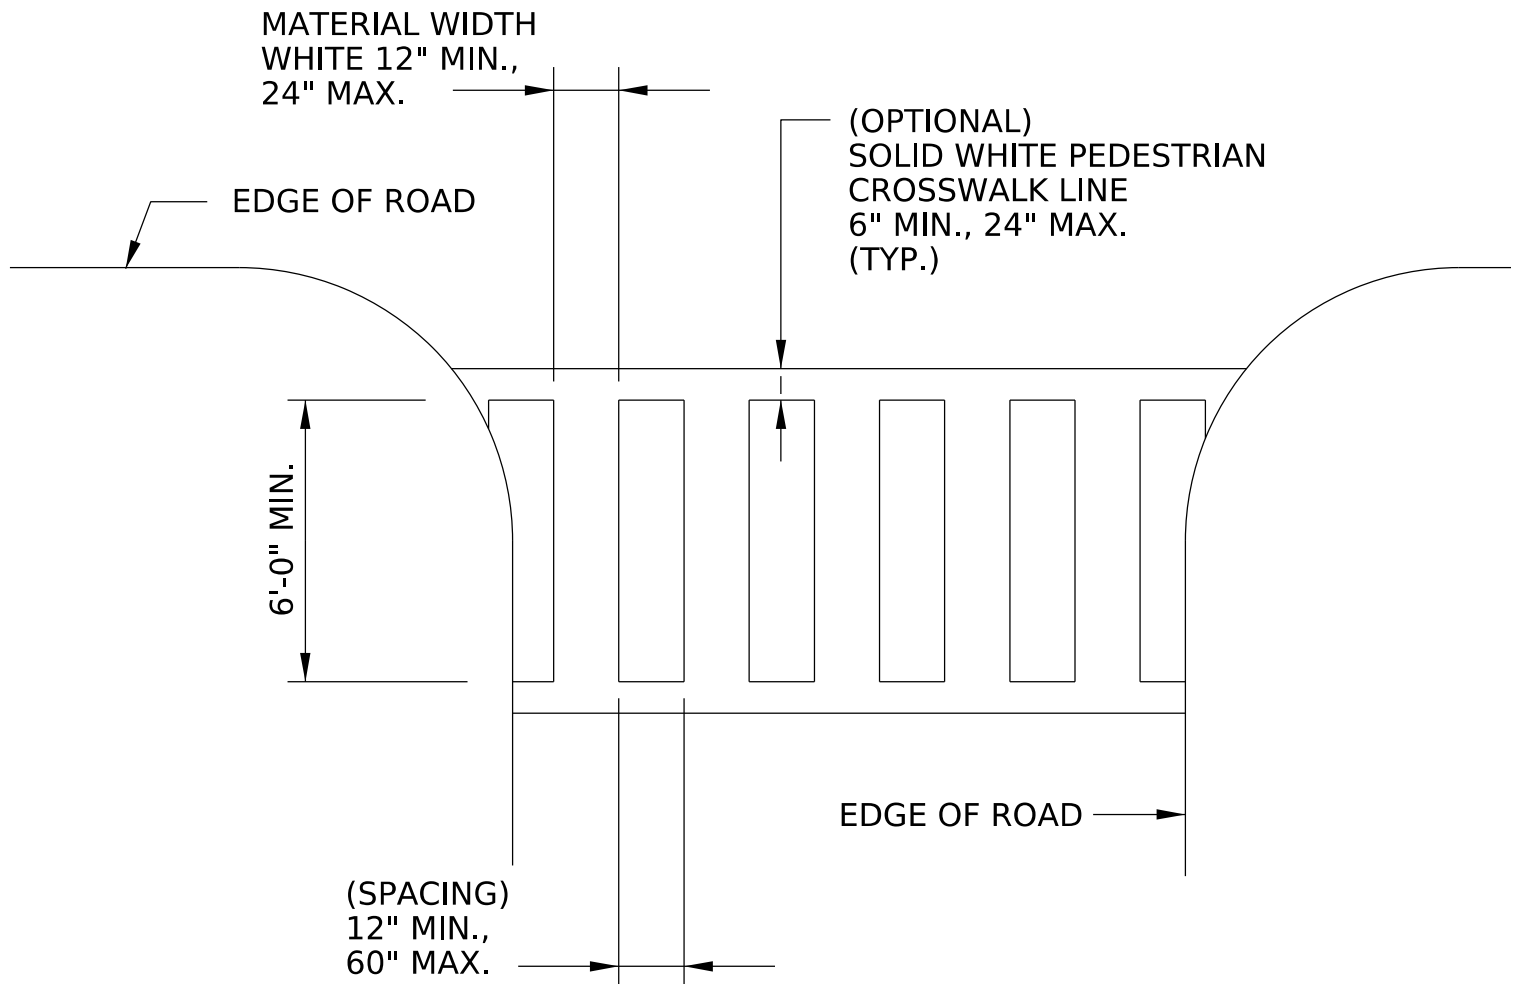 MATERIAL WIDTH
WHITE 12" MIN.,
24" MAX.
(OPTIONAL)
SOLID WHITE PEDESTRIAN
CROSSWALK LINE
6" MIN., 24" MAX.
(TYP.)
EDGE OF ROAD
6'-0" MIN.
EDGE OF ROAD
(SPACING)
12" MIN.,
60" MAX.